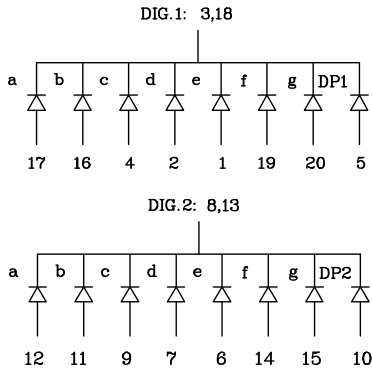 DIG.1: 3,18
a b c d e f g DP1
17 16 4 2 1 19 20 5
DIG.2: 8,13
a b c d e f g DP2
12 11 9 7 6 14 15 10